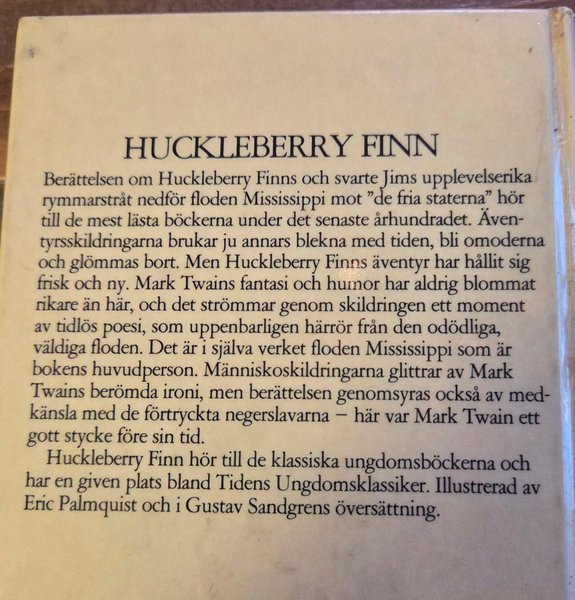 HUCKLEBERRY FINN
Berättelsen om Huckleberry Finns och svarte Jims upplevelserika
rymmarstråt nedför floden Mississippi mot ”de fria staterna” hör
till de mest lästa böckerna under det senaste århundradet. Även-
tyrsskildringarna brukar ju annars blekna med tiden, bli omoderna
och glömmas bort. Men Huckleberry Finns äventyr har hållit sig
frisk och ny. Mark Twains fantasi och humor har aldrig blommat
rikare än här, och det strömmar genom skildringen ett moment
av tidlös poesi, som uppenbarligen härrör från den odödliga,
väldiga floden. Det är i själva verket floden Mississippi som är
bokens huvudperson. Människoskildringarna glittrar av Mark
Twains berömda ironi, men berättelsen genomsyras också av med-
känsla med de förtryckta negerslavarna – här var Mark Twain ett
gott stycke före sin tid.
Huckleberry Finn hör till de klassiska ungdomsböckerna och
har en given plats bland Tidens Ungdomsklassiker. Illustrerad av
Eric Palmquist och i Gustav Sandgrens översättning.